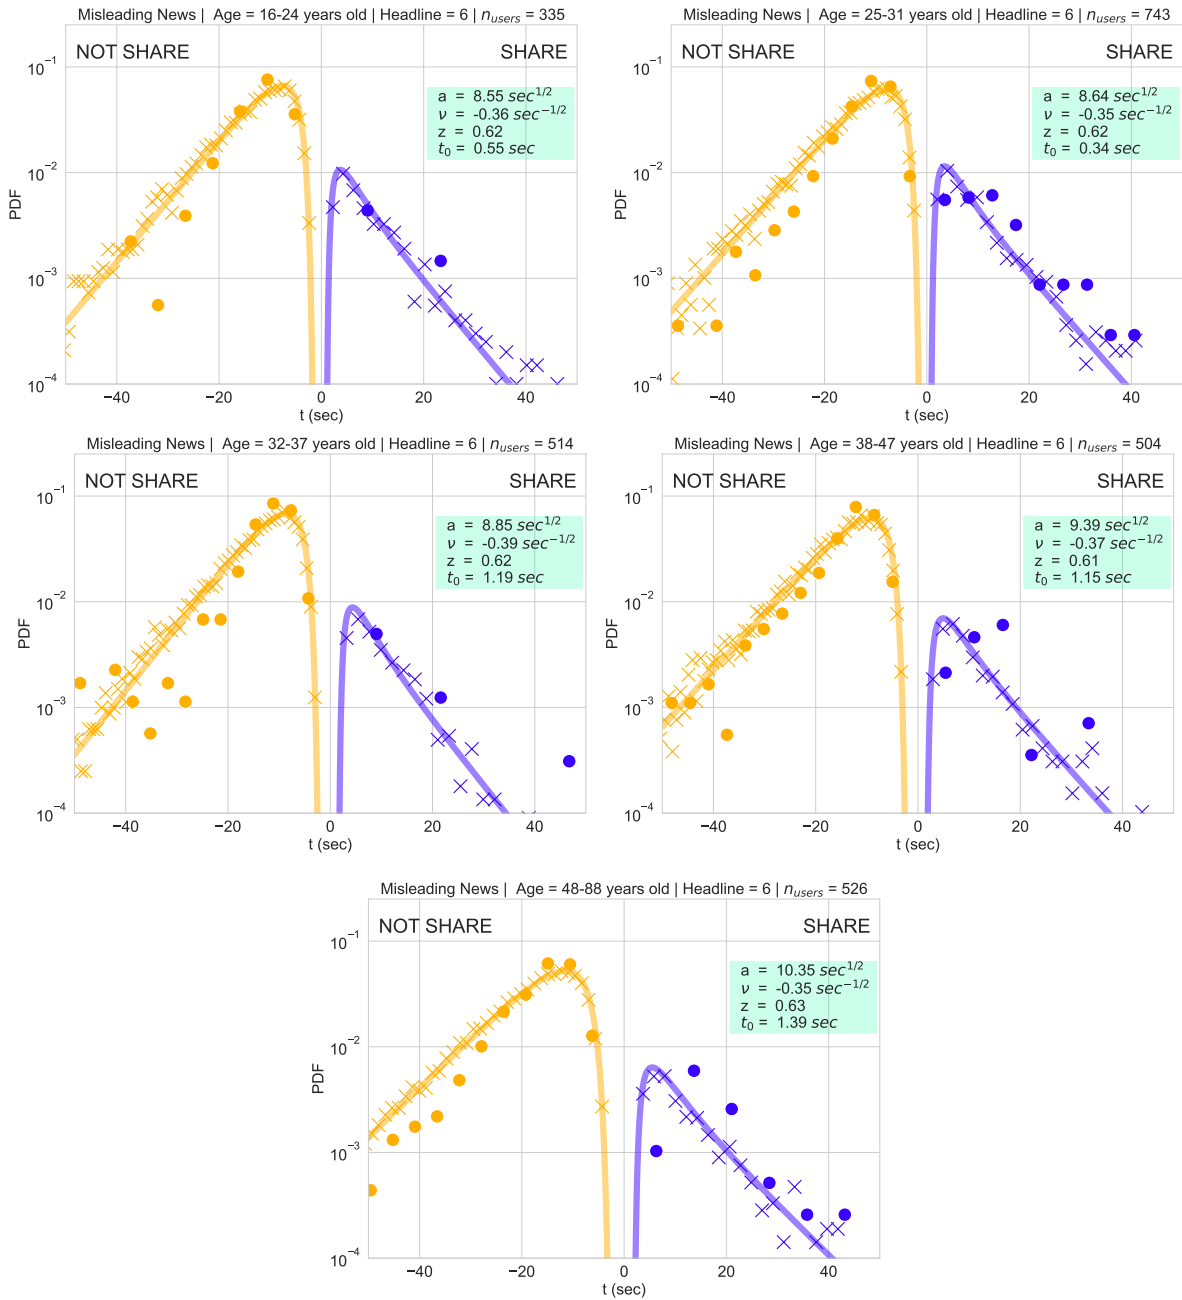 Misleading News | Age = 16-24 years old | Headline = 6 | n_users = 335
NOT SHARE
SHARE
a = 8.55 sec^1/2
ν = -0.36 sec^−1/2
z = 0.62
t_0 = 0.55 sec
PDF
10^−1
10^−2
10^−3
10^−4
−40
−20
0
20
40
t (sec)
Misleading News | Age = 25-31 years old | Headline = 6 | n_users = 743
NOT SHARE
SHARE
a = 8.64 sec^1/2
ν = -0.35 sec^−1/2
z = 0.62
t_0 = 0.34 sec
PDF
10^−1
10^−2
10^−3
10^−4
−40
−20
0
20
40
t (sec)
Misleading News | Age = 32-37 years old | Headline = 6 | n_users = 514
NOT SHARE
SHARE
a = 8.85 sec^1/2
ν = -0.39 sec^−1/2
z = 0.62
t_0 = 1.19 sec
PDF
10^−1
10^−2
10^−3
10^−4
−40
−20
0
20
40
t (sec)
Misleading News | Age = 38-47 years old | Headline = 6 | n_users = 504
NOT SHARE
SHARE
a = 9.39 sec^1/2
ν = -0.37 sec^−1/2
z = 0.61
t_0 = 1.15 sec
PDF
10^−1
10^−2
10^−3
10^−4
−40
−20
0
20
40
t (sec)
Misleading News | Age = 48-88 years old | Headline = 6 | n_users = 526
NOT SHARE
SHARE
a = 10.35 sec^1/2
ν = -0.35 sec^−1/2
z = 0.63
t_0 = 1.39 sec
PDF
10^−1
10^−2
10^−3
10^−4
−40
−20
0
20
40
t (sec)